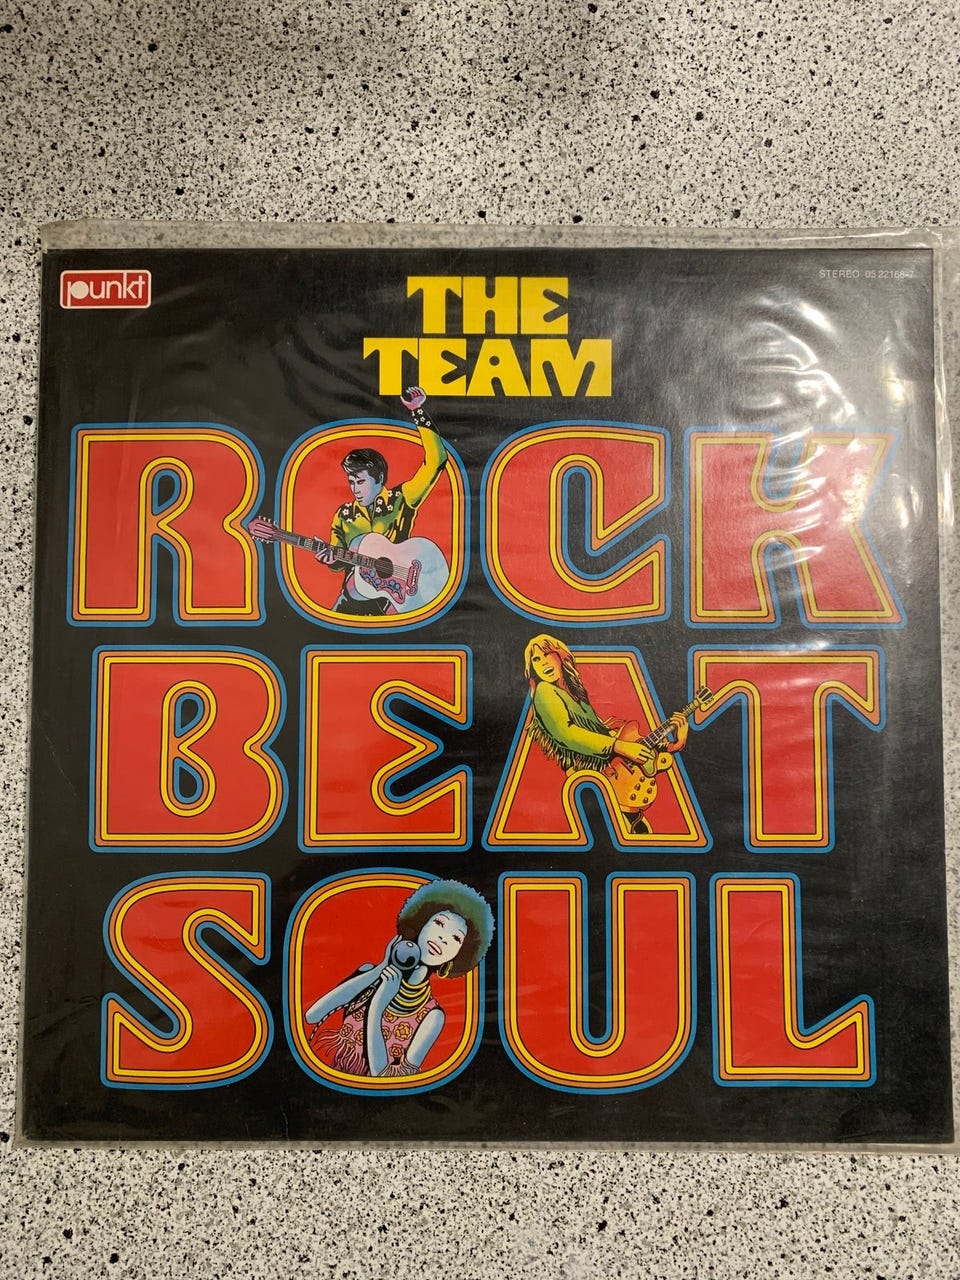 punkt
STEREO 05 22168-7
THE
TEAM
ROCK
BEAT
SOUL